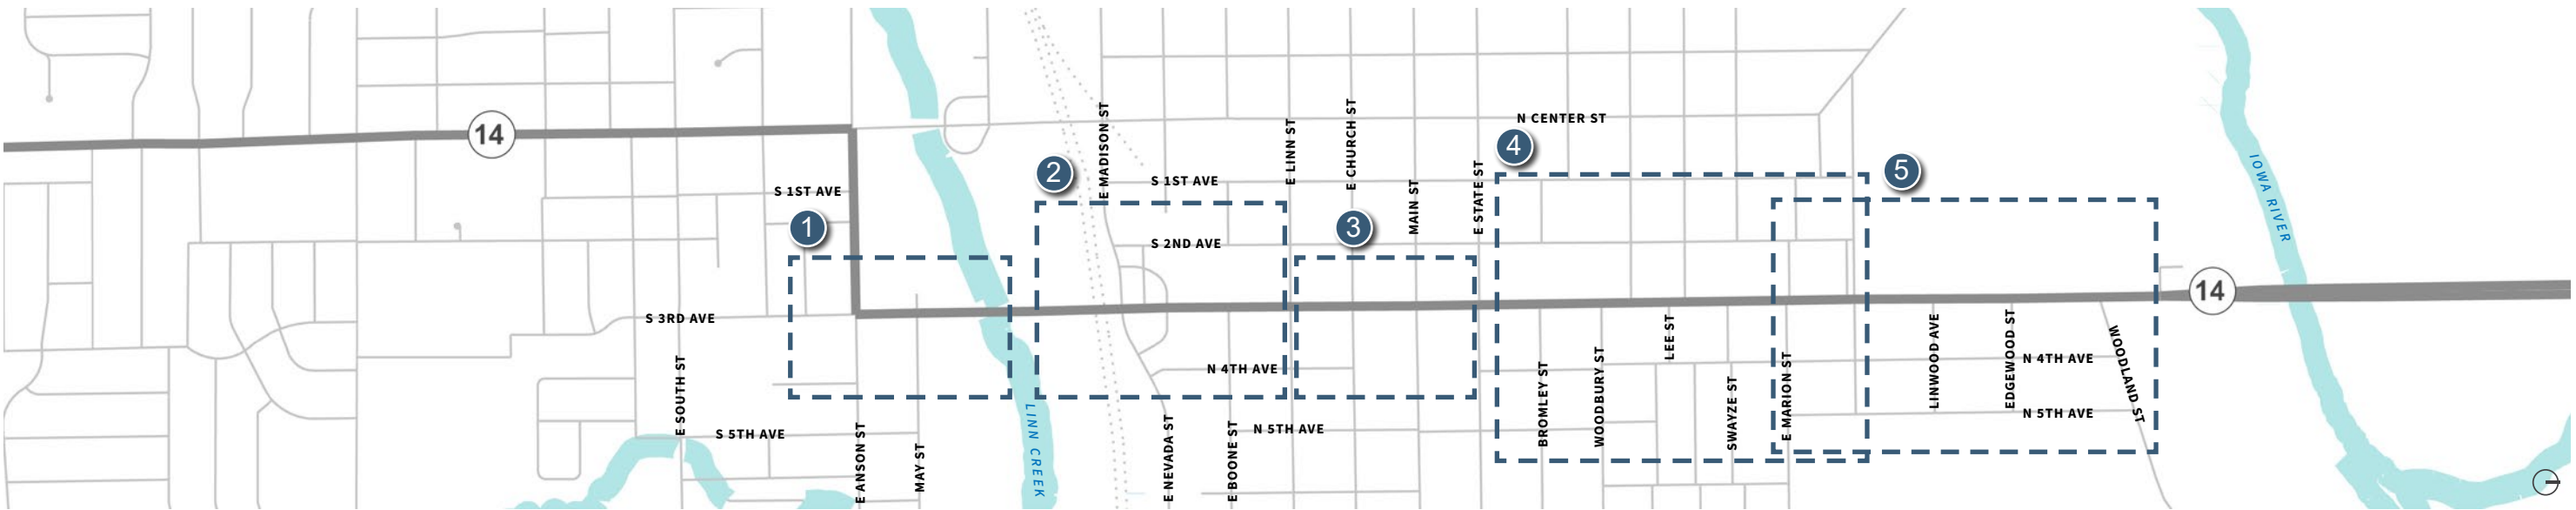 14
N CENTER ST
4
2
5
E MADISON ST
E LINN ST
E CHURCH ST
S 1ST AVE
S 1ST AVE
MAIN ST
E STATE ST
IOWA RIVER
1
3
S 2ND AVE
14
S 3RD AVE
LEE ST
LINWOOD AVE
EDGEWOOD ST
WOODLAND ST
N 4TH AVE
N 4TH AVE
E SOUTH ST
BROMLEY ST
WOODBURY ST
SWAYZE ST
E MARION ST
N 5TH AVE
S 5TH AVE
N 5TH AVE
E ANSON ST
MAY ST
LINN CREEK
E NEVADA ST
E BOONE ST